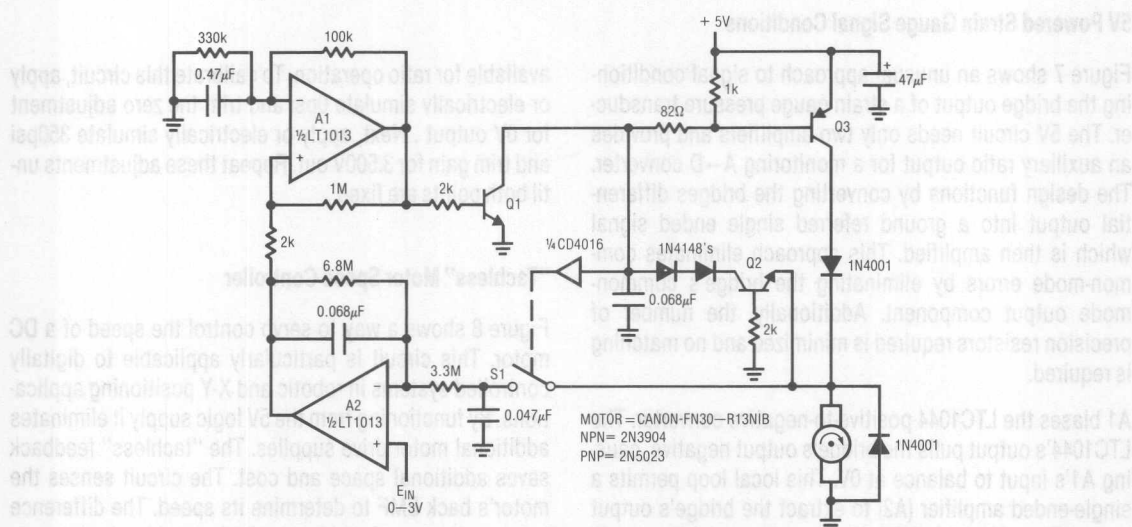 5V Powered Strain Gauge Signal Conditioning
Figure 7 shows an unusual approach to signal condition-
ing the bridge output of a strain gauge pressure transduc-
er. The 5V circuit needs only two amplifiers and provides
an auxiliary ratio output for a monitoring A→D converter.
The design functions by converting the bridges differen-
tial output into a ground referred single ended signal
which is then amplified. This approach eliminates com-
mon-mode errors by eliminating the bridge's common-
mode output component. Additionally, the number of
precision resistors required is minimized and no matching
is required.
A1 biases the LTC1044 positive to negative converter. The
LTC1044's output pulls the bridge's output negative,
ing A1's input to balance at 0V. This local loop permits a
single-ended amplifier (A2) to extract the bridge's output
available for ratio operation. To calibrate this circuit, apply
or electrically simulate 0psi and trim the zero adjustment
for 0V output. Next, apply or electrically simulate 350psi
and trim gain for 3.500V out. Repeat these adjustments un-
til both points are fixed.
"Tachless" Motor Speed Controller
Figure 8 shows a way to servo control the speed of a DC
motor. This circuit is particularly applicable to digitally
controlled systems in robotic and X-Y positioning applica-
tions. By functioning from the 5V logic supply it eliminates
additional motor drive supplies. The "tachless" feedback
saves additional space and cost. The circuit senses the
motor's back EMF to determine its speed. The difference
330k
0.47µF
100k
A1
½ LT1013
+
1M
2k
Q1
2k
6.8M
0.068µF
A2
½ LT1013
+
3.3M
0.047µF
S1
E_IN
0–3V
+ 5V
1k
82Ω
+
47µF
Q3
¼ CD4016
1N4148's
Q2
0.068µF
2k
1N4001
1N4001
MOTOR = CANON-FN30–R13N1B
NPN = 2N3904
PNP = 2N5023